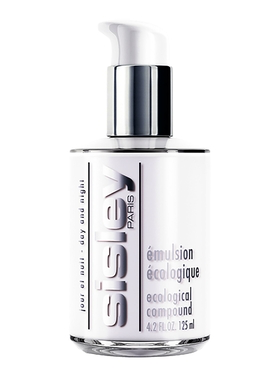 jour et nuit - day and night
sisley
PARIS
émulsion
écologique
ecological
compound
4.2 FL.OZ. 125 ml